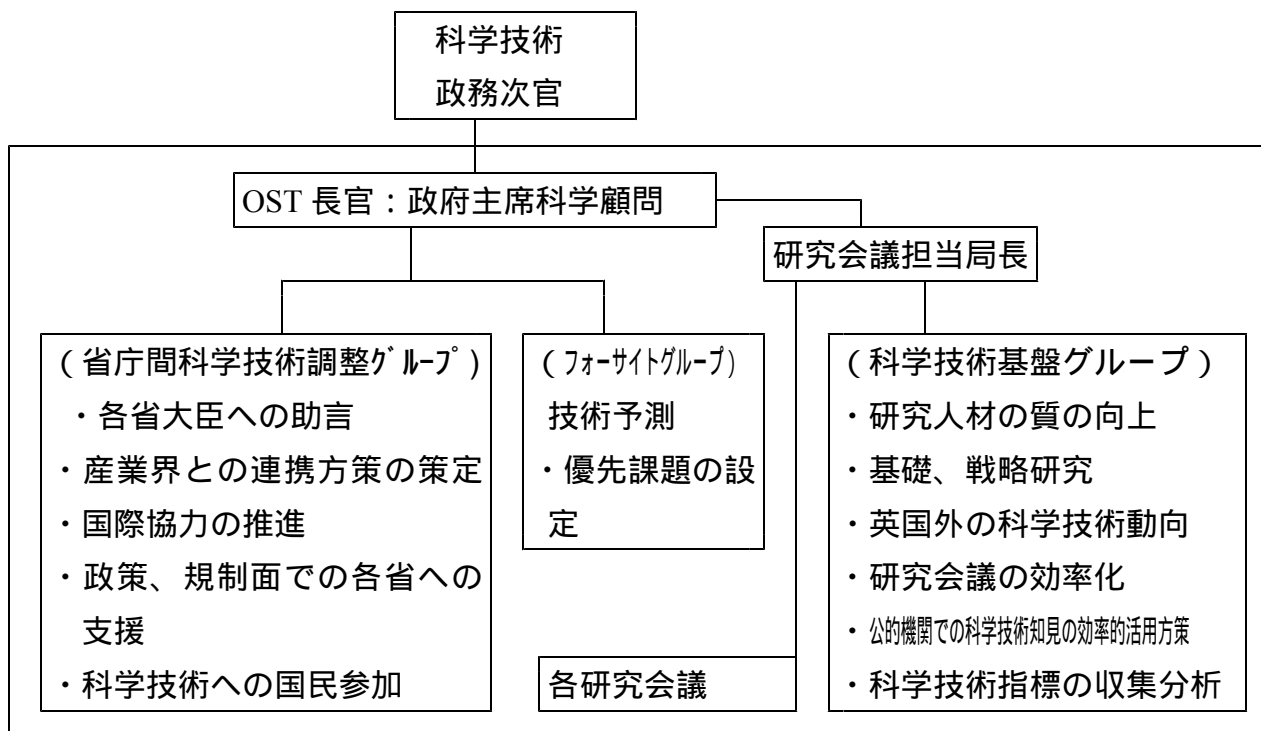 科学技術
政務次官
OST 長官：政府主席科学顧問
研究会議担当局長
（省庁間科学技術調整ｸﾞﾙｰﾌﾟ）
・各省大臣への助言
・産業界との連携方策の策定
・国際協力の推進
・政策、規制面での各省への
支援
・科学技術への国民参加
（ﾌｫｰｻｲﾄｸﾞﾙｰﾌﾟ）
技術予測
・優先課題の設
定
各研究会議
（科学技術基盤グループ）
・研究人材の質の向上
・基礎、戦略研究
・英国外の科学技術動向
・研究会議の効率化
・公的機関での科学技術知見の効率的活用方策
・科学技術指標の収集分析